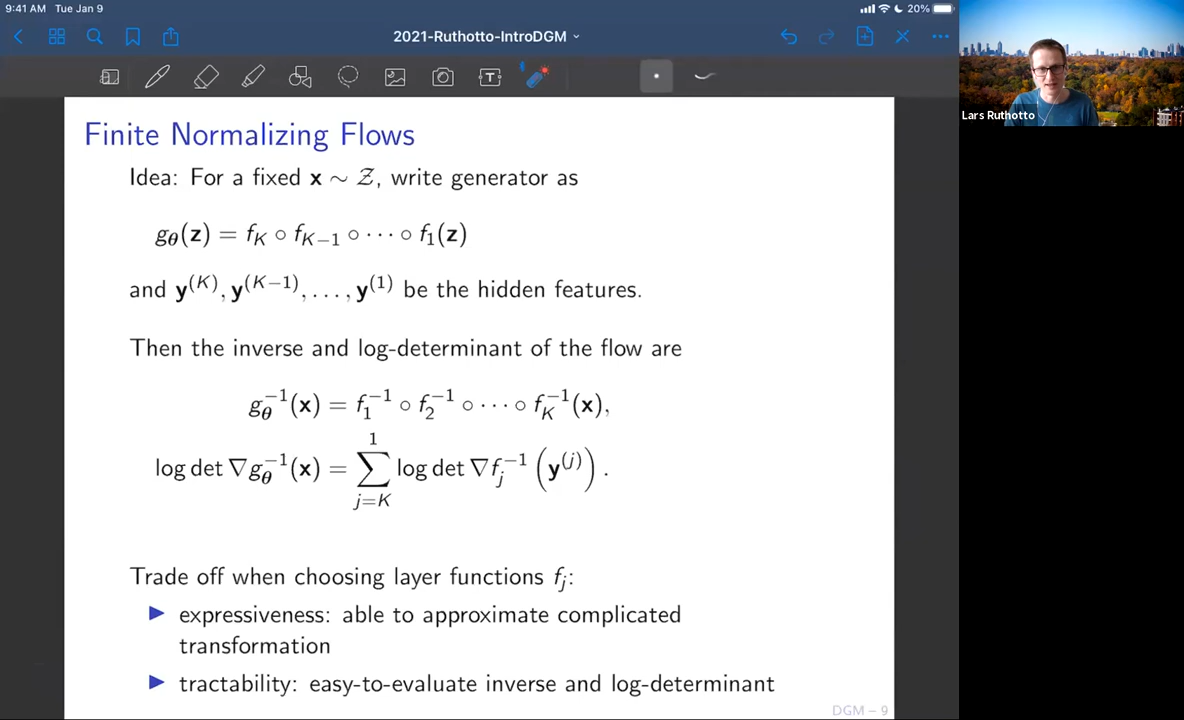 9:41 AM Tue Jan 9
20%
2021-Ruthotto-IntroDGM
T
Lars Ruthotto
Finite Normalizing Flows
Idea: For a fixed x ∼ 𝒵, write generator as
g_θ(z) = f_K ∘ f_{K−1} ∘ ⋯ ∘ f_1(z)
and y^{(K)}, y^{(K−1)}, . . . , y^{(1)} be the hidden features.
Then the inverse and log-determinant of the flow are
g_θ^{−1}(x) = f_1^{−1} ∘ f_2^{−1} ∘ ⋯ ∘ f_K^{−1}(x),
log det ∇g_θ^{−1}(x) = ∑_{j=K}^{1} log det ∇f_j^{−1} (y^{(j)}) .
Trade off when choosing layer functions f_j:
▶ expressiveness: able to approximate complicated
transformation
▶ tractability: easy-to-evaluate inverse and log-determinant
DGM – 9